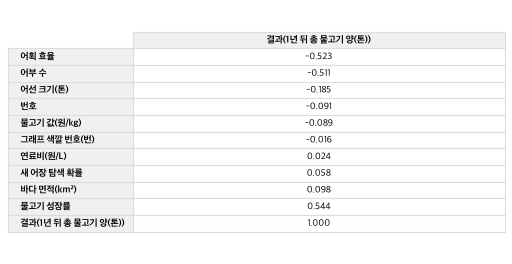 결과(1년 뒤 총 물고기 양(톤))
어획 효율 -0.523
어부 수 -0.511
어선 크기(톤) -0.185
번호 -0.091
물고기 값(원/kg) -0.089
그래프 색깔 번호(번) -0.016
연료비(원/L) 0.024
새 어장 탐색 확률 0.058
바다 면적(km²) 0.098
물고기 성장률 0.544
결과(1년 뒤 총 물고기 양(톤)) 1.000